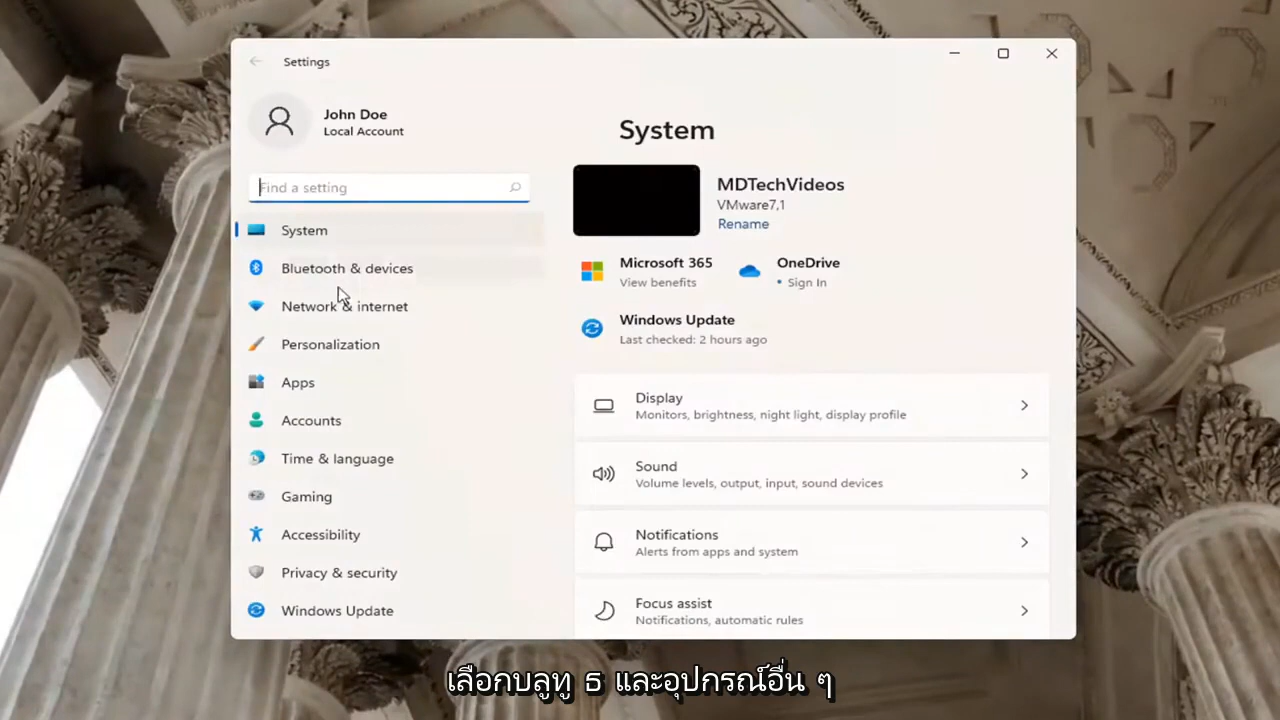 Settings
John Doe
Local Account
Find a setting
System
Bluetooth & devices
Network & internet
Personalization
Apps
Accounts
Time & language
Gaming
Accessibility
Privacy & security
Windows Update
System
MDTechVideos
VMware7,1
Rename
Microsoft 365
View benefits
OneDrive
• Sign In
Windows Update
Last checked: 2 hours ago
Display
Monitors, brightness, night light, display profile
Sound
Volume levels, output, input, sound devices
Notifications
Alerts from apps and system
Focus assist
Notifications, automatic rules
เลือกบลูทู ธ และอุปกรณ์อื่น ๆ